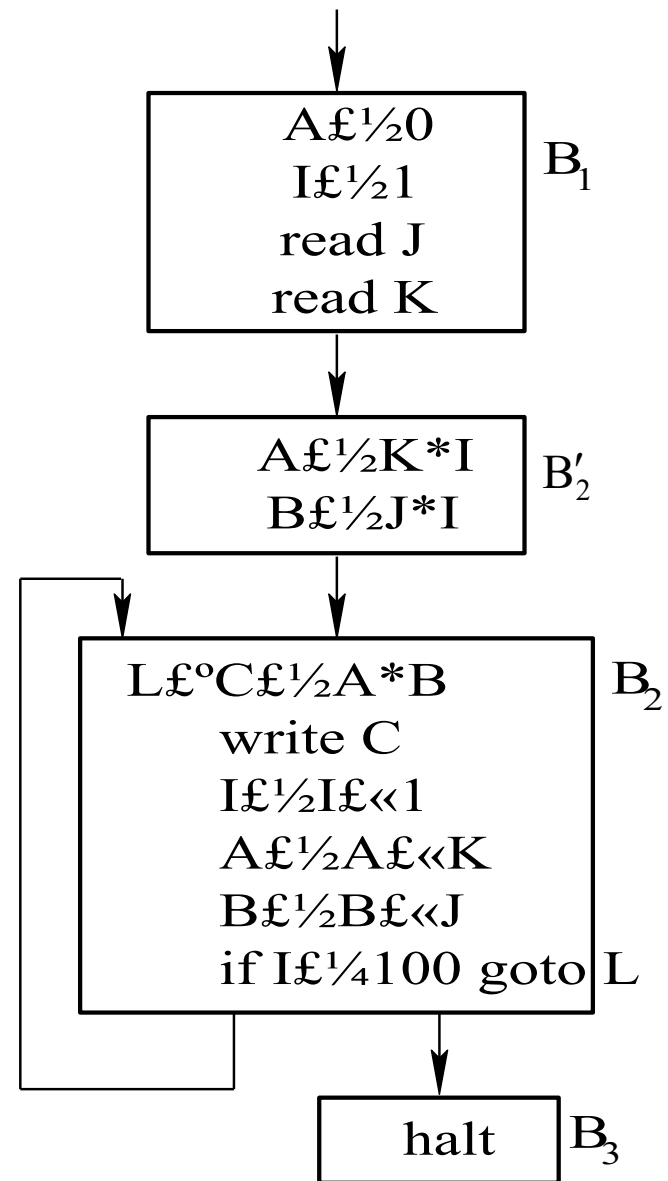 A£½0
I£½1
read J
read K
B₁
A£½K*I
B£½J*I
B′₂
L£ºC£½A*B
write C
I£½I£«1
A£½A£«K
B£½B£«J
if I£¼100 goto L
B₂
halt
B₃